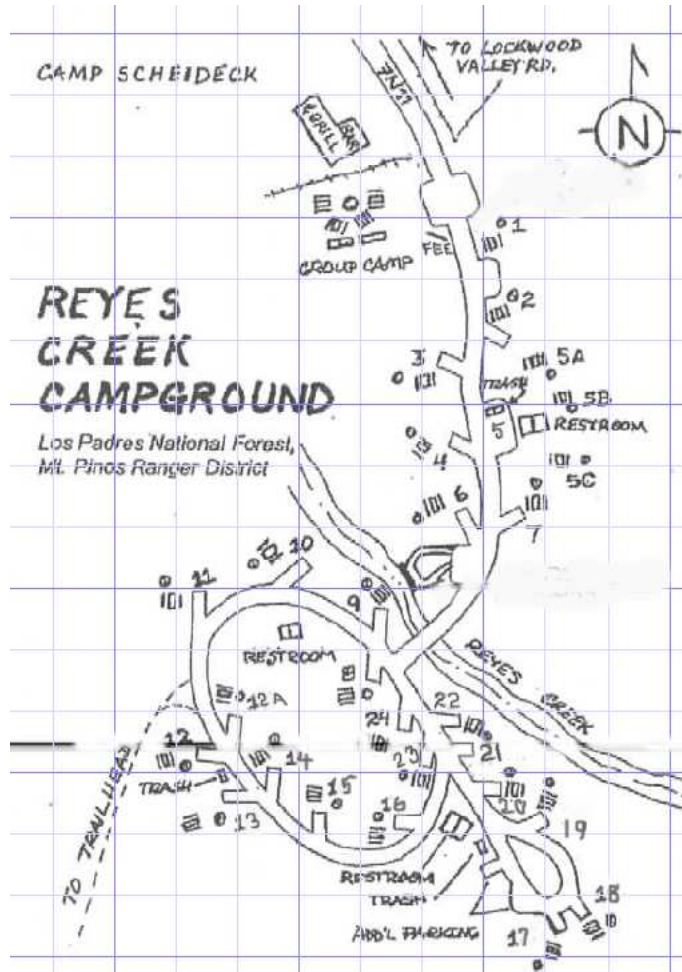 CAMP SCHEIDECK
TO LOCKWOOD
VALLEY RD.
7N11
GRILL
BAR
N
1
FEE
GROUP CAMP
2
REYES
CREEK
CAMPGROUND
Los Padres National Forest,
Mt. Pinos Ranger District
3
5A
TRASH
5B
5
RESTROOM
4
5C
6
7
10
11
9
RESTROOM
REYES
CREEK
12A
22
24
12
14
23
21
TO TRAILHEAD
TRASH
15
20
13
16
19
RESTROOM
TRASH
18
ADD'L PARKING
17